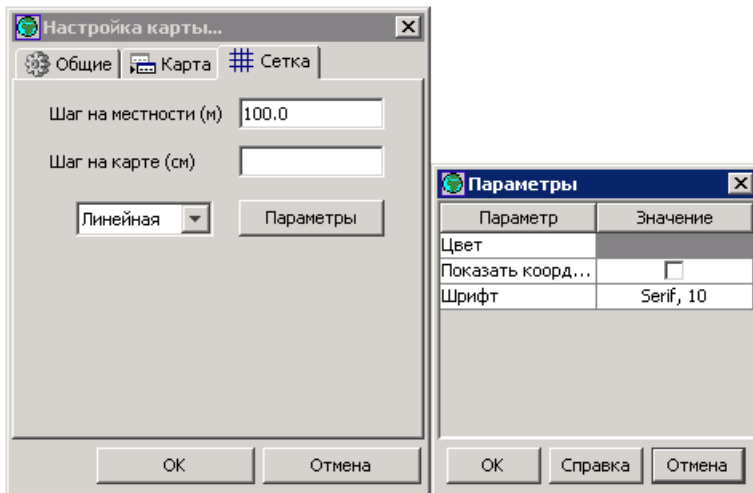 Настройка карты...
Общие Карта Сетка
Шаг на местности (м) 100.0
Шаг на карте (см)
Линейная Параметры
OK Отмена
Параметры
Параметр Значение
Цвет
Показать коорд...
Шрифт Serif, 10
OK Справка Отмена